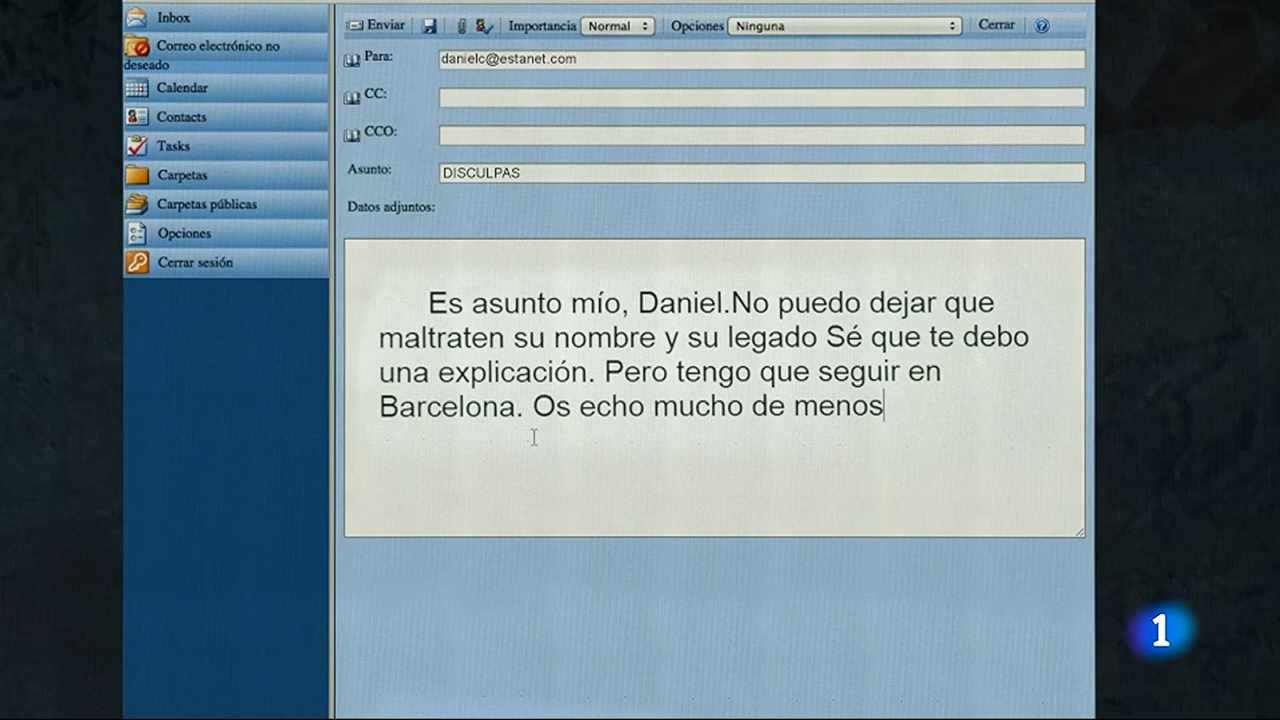 Inbox
Correo electrónico no
deseado
Calendar
Contacts
Tasks
Carpetas
Carpetas públicas
Opciones
Cerrar sesión
Enviar Importancia Normal Opciones Ninguna Cerrar
Para: danielc@estanet.com
CC:
CCO:
Asunto: DISCULPAS
Datos adjuntos:
Es asunto mío, Daniel.No puedo dejar que
maltraten su nombre y su legado Sé que te debo
una explicación. Pero tengo que seguir en
Barcelona. Os echo mucho de menos
1